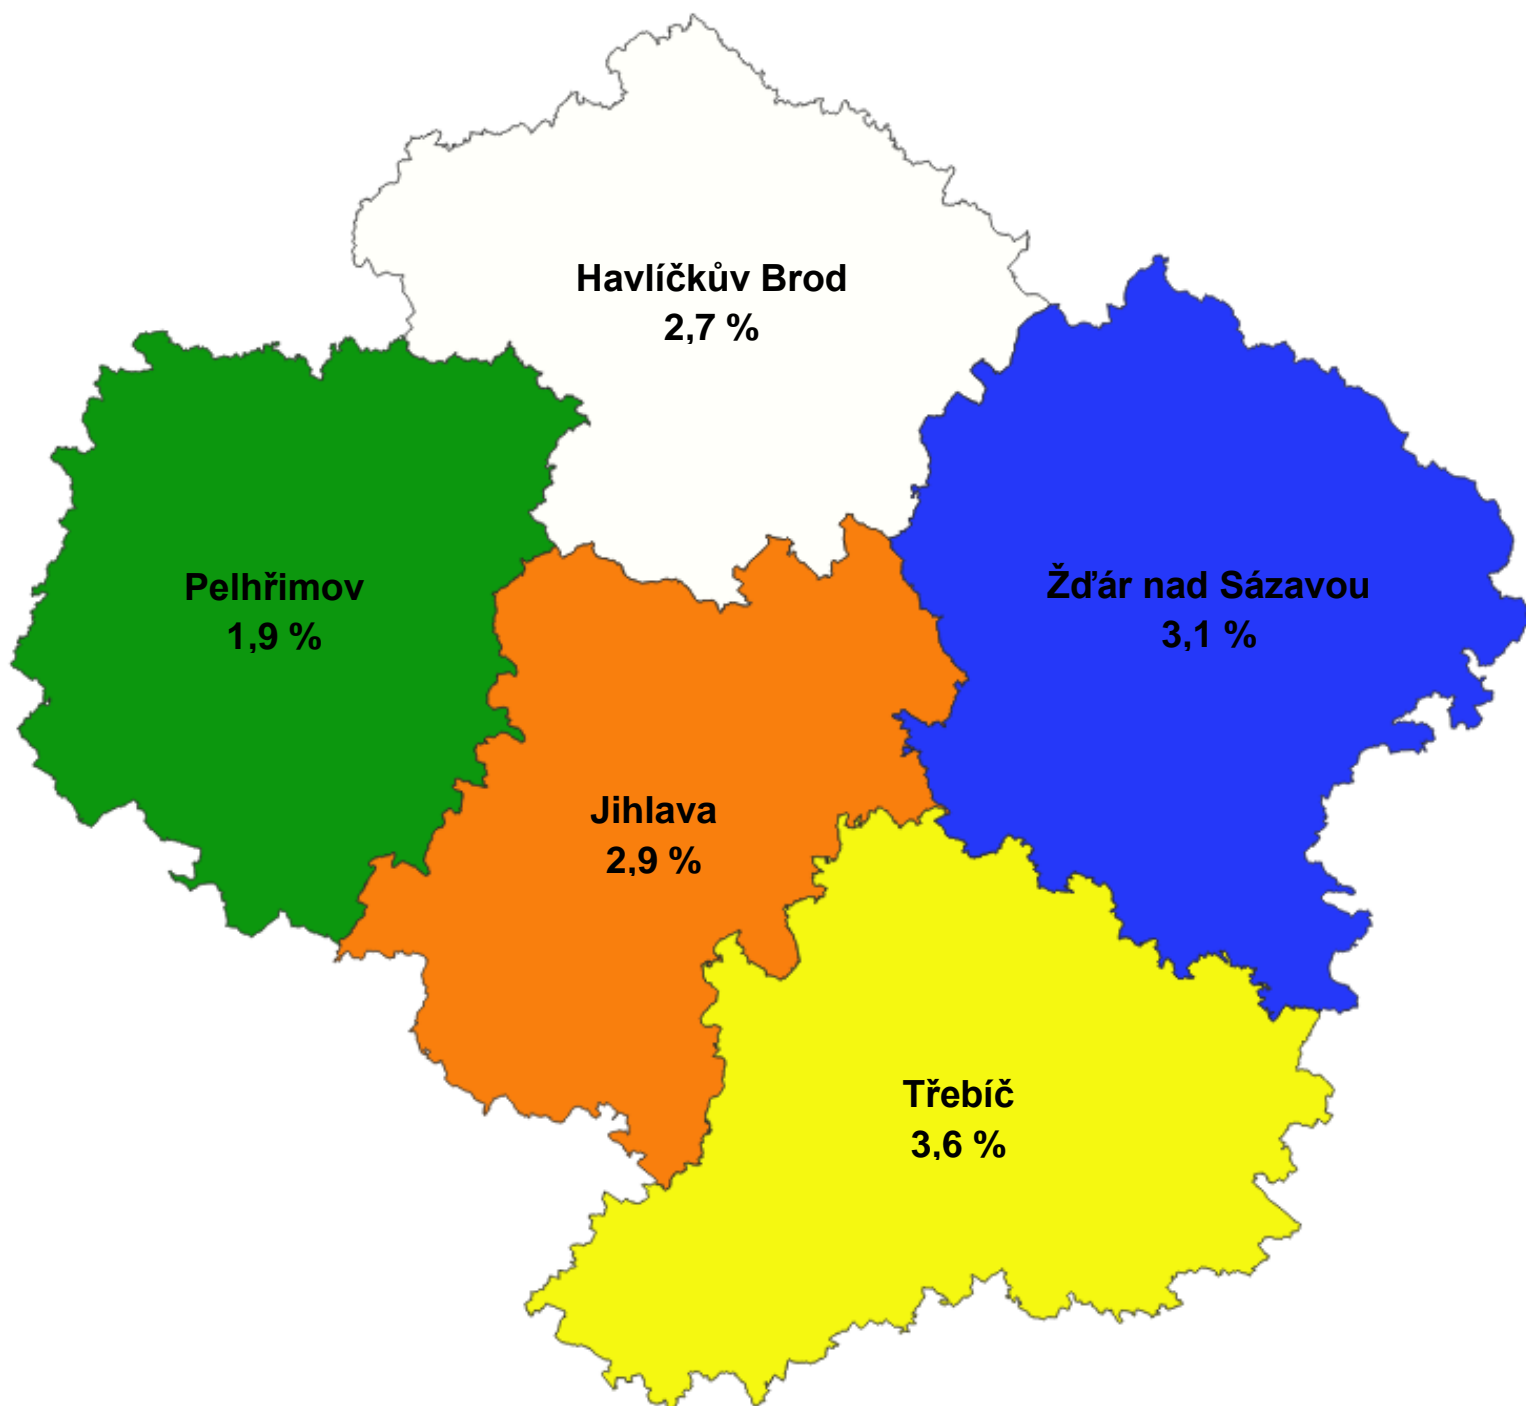 Havlíčkův Brod
2,7 %
Pelhřimov
1,9 %
Žďár nad Sázavou
3,1 %
Jihlava
2,9 %
Třebíč
3,6 %